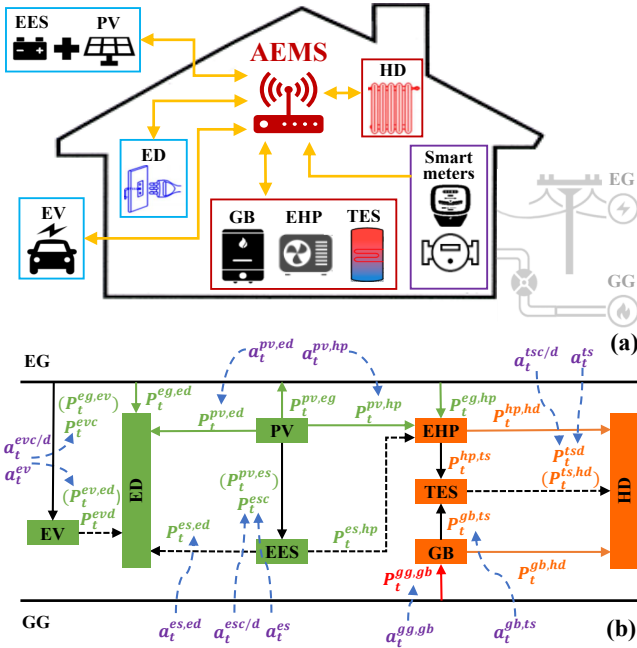 EES PV
AEMS
HD
ED
Smart
meters
EV
GB EHP TES
EG
GG
(a)
EG
a_t^{pv,ed} a_t^{pv,hp} a_t^{tsc/d} a_t^{ts}
(P_t^{eg,ev}) P_t^{eg,ed} P_t^{pv,eg} P_t^{pv,hp} P_t^{eg,hp} P_t^{hp,hd}
a_t^{evc/d} P_t^{evc} P_t^{pv,ed} PV EHP P_t^{tsd}
a_t^{ev} (P_t^{pv,es}) P_t^{hp,ts} (P_t^{ts,hd})
(P_t^{ev,ed}) ED P_t^{esc} TES HD
P_t^{evd} P_t^{es,ed} P_t^{es,hp} P_t^{gb,ts}
EV EES GB
P_t^{gg,gb} P_t^{gb,hd}
GG a_t^{es,ed} a_t^{esc/d} a_t^{es} a_t^{gg,gb} a_t^{gb,ts} (b)